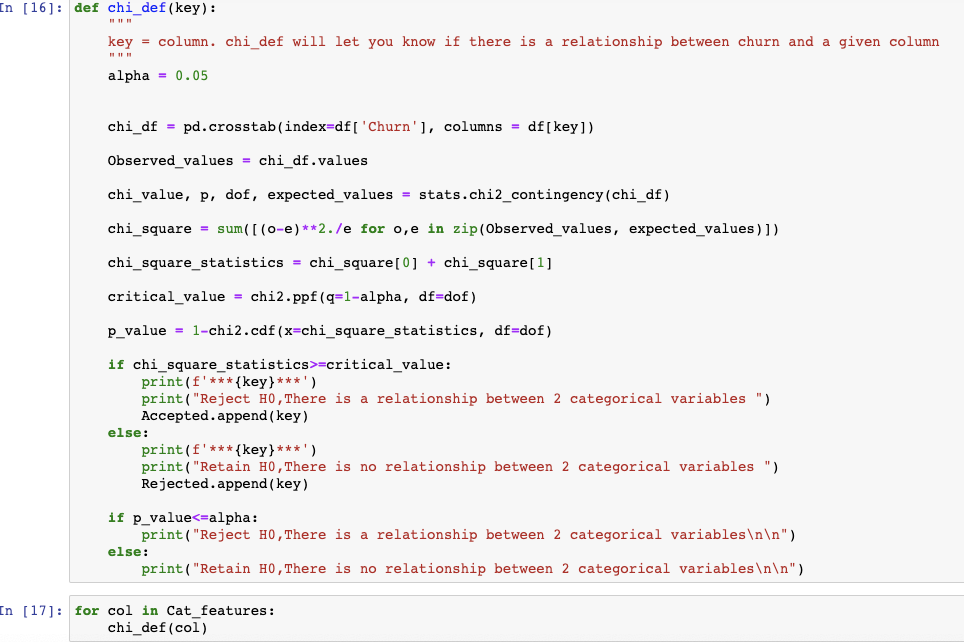 In [16]: def chi_def(key):
    """
    key = column. chi_def will let you know if there is a relationship between churn and a given column
    """
    alpha = 0.05
    chi_df = pd.crosstab(index=df['Churn'], columns = df[key])
    Observed_values = chi_df.values
    chi_value, p, dof, expected_values = stats.chi2_contingency(chi_df)
    chi_square = sum([(o-e)**2./e for o,e in zip(Observed_values, expected_values)])
    chi_square_statistics = chi_square[0] + chi_square[1]
    critical_value = chi2.ppf(q=1-alpha, df=dof)
    p_value = 1-chi2.cdf(x=chi_square_statistics, df=dof)
    if chi_square_statistics>=critical_value:
        print(f'***{key}***')
        print("Reject H0,There is a relationship between 2 categorical variables ")
        Accepted.append(key)
    else:
        print(f'***{key}***')
        print("Retain H0,There is no relationship between 2 categorical variables ")
        Rejected.append(key)
    if p_value<=alpha:
        print("Reject H0,There is a relationship between 2 categorical variables\n\n")
    else:
        print("Retain H0,There is no relationship between 2 categorical variables\n\n")
In [17]: for col in Cat_features:
    chi_def(col)